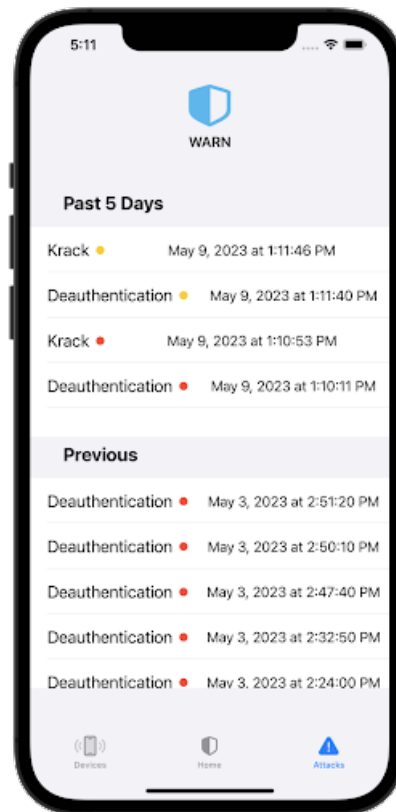 5:11
WARN
Past 5 Days
Krack May 9, 2023 at 1:11:46 PM
Deauthentication May 9, 2023 at 1:11:40 PM
Krack May 9, 2023 at 1:10:53 PM
Deauthentication May 9, 2023 at 1:10:11 PM
Previous
Deauthentication May 3, 2023 at 2:51:20 PM
Deauthentication May 3, 2023 at 2:50:10 PM
Deauthentication May 3, 2023 at 2:47:40 PM
Deauthentication May 3, 2023 at 2:32:50 PM
Deauthentication May 3, 2023 at 2:24:00 PM
Devices Home Attacks